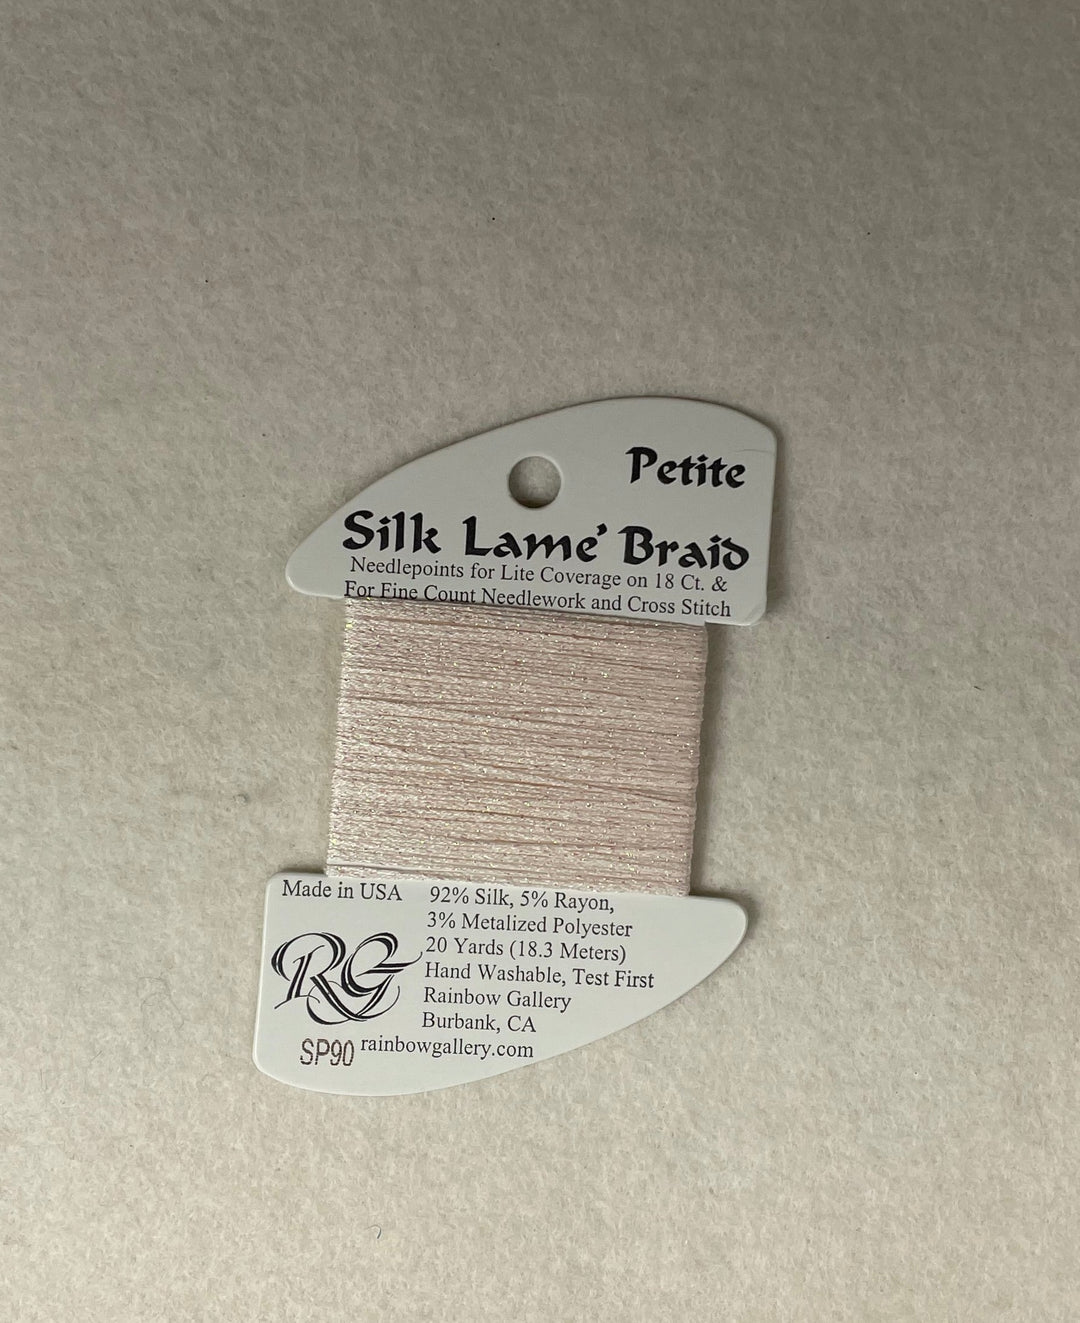 Petite
Silk Lame' Braid
Needlepoints for Lite Coverage on 18 Ct. &
For Fine Count Needlework and Cross Stitch
Made in USA
92% Silk, 5% Rayon,
3% Metalized Polyester
20 Yards (18.3 Meters)
Hand Washable, Test First
Rainbow Gallery
Burbank, CA
rainbowgallery.com
RG
SP90